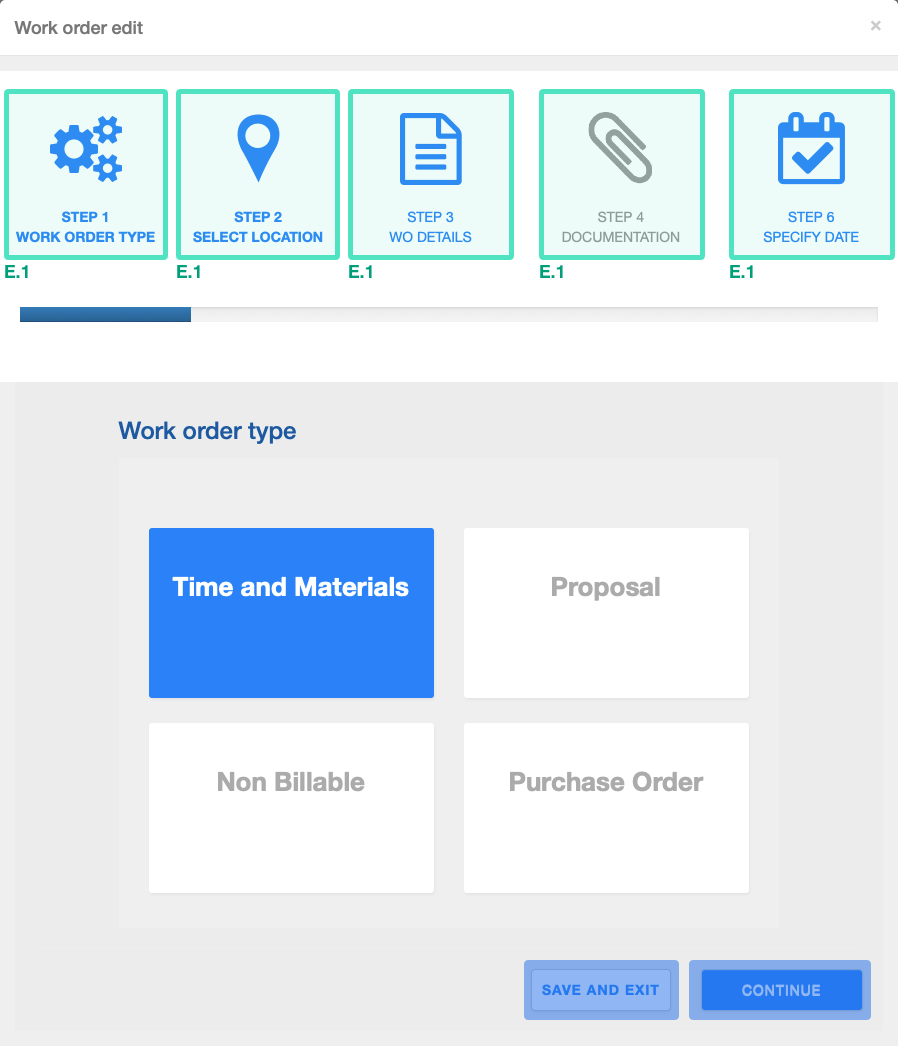 Work order edit
×
STEP 1
WORK ORDER TYPE
STEP 2
SELECT LOCATION
STEP 3
WO DETAILS
STEP 4
DOCUMENTATION
STEP 6
SPECIFY DATE
E.1
E.1
E.1
E.1
E.1
Work order type
Time and Materials
Proposal
Non Billable
Purchase Order
SAVE AND EXIT
CONTINUE